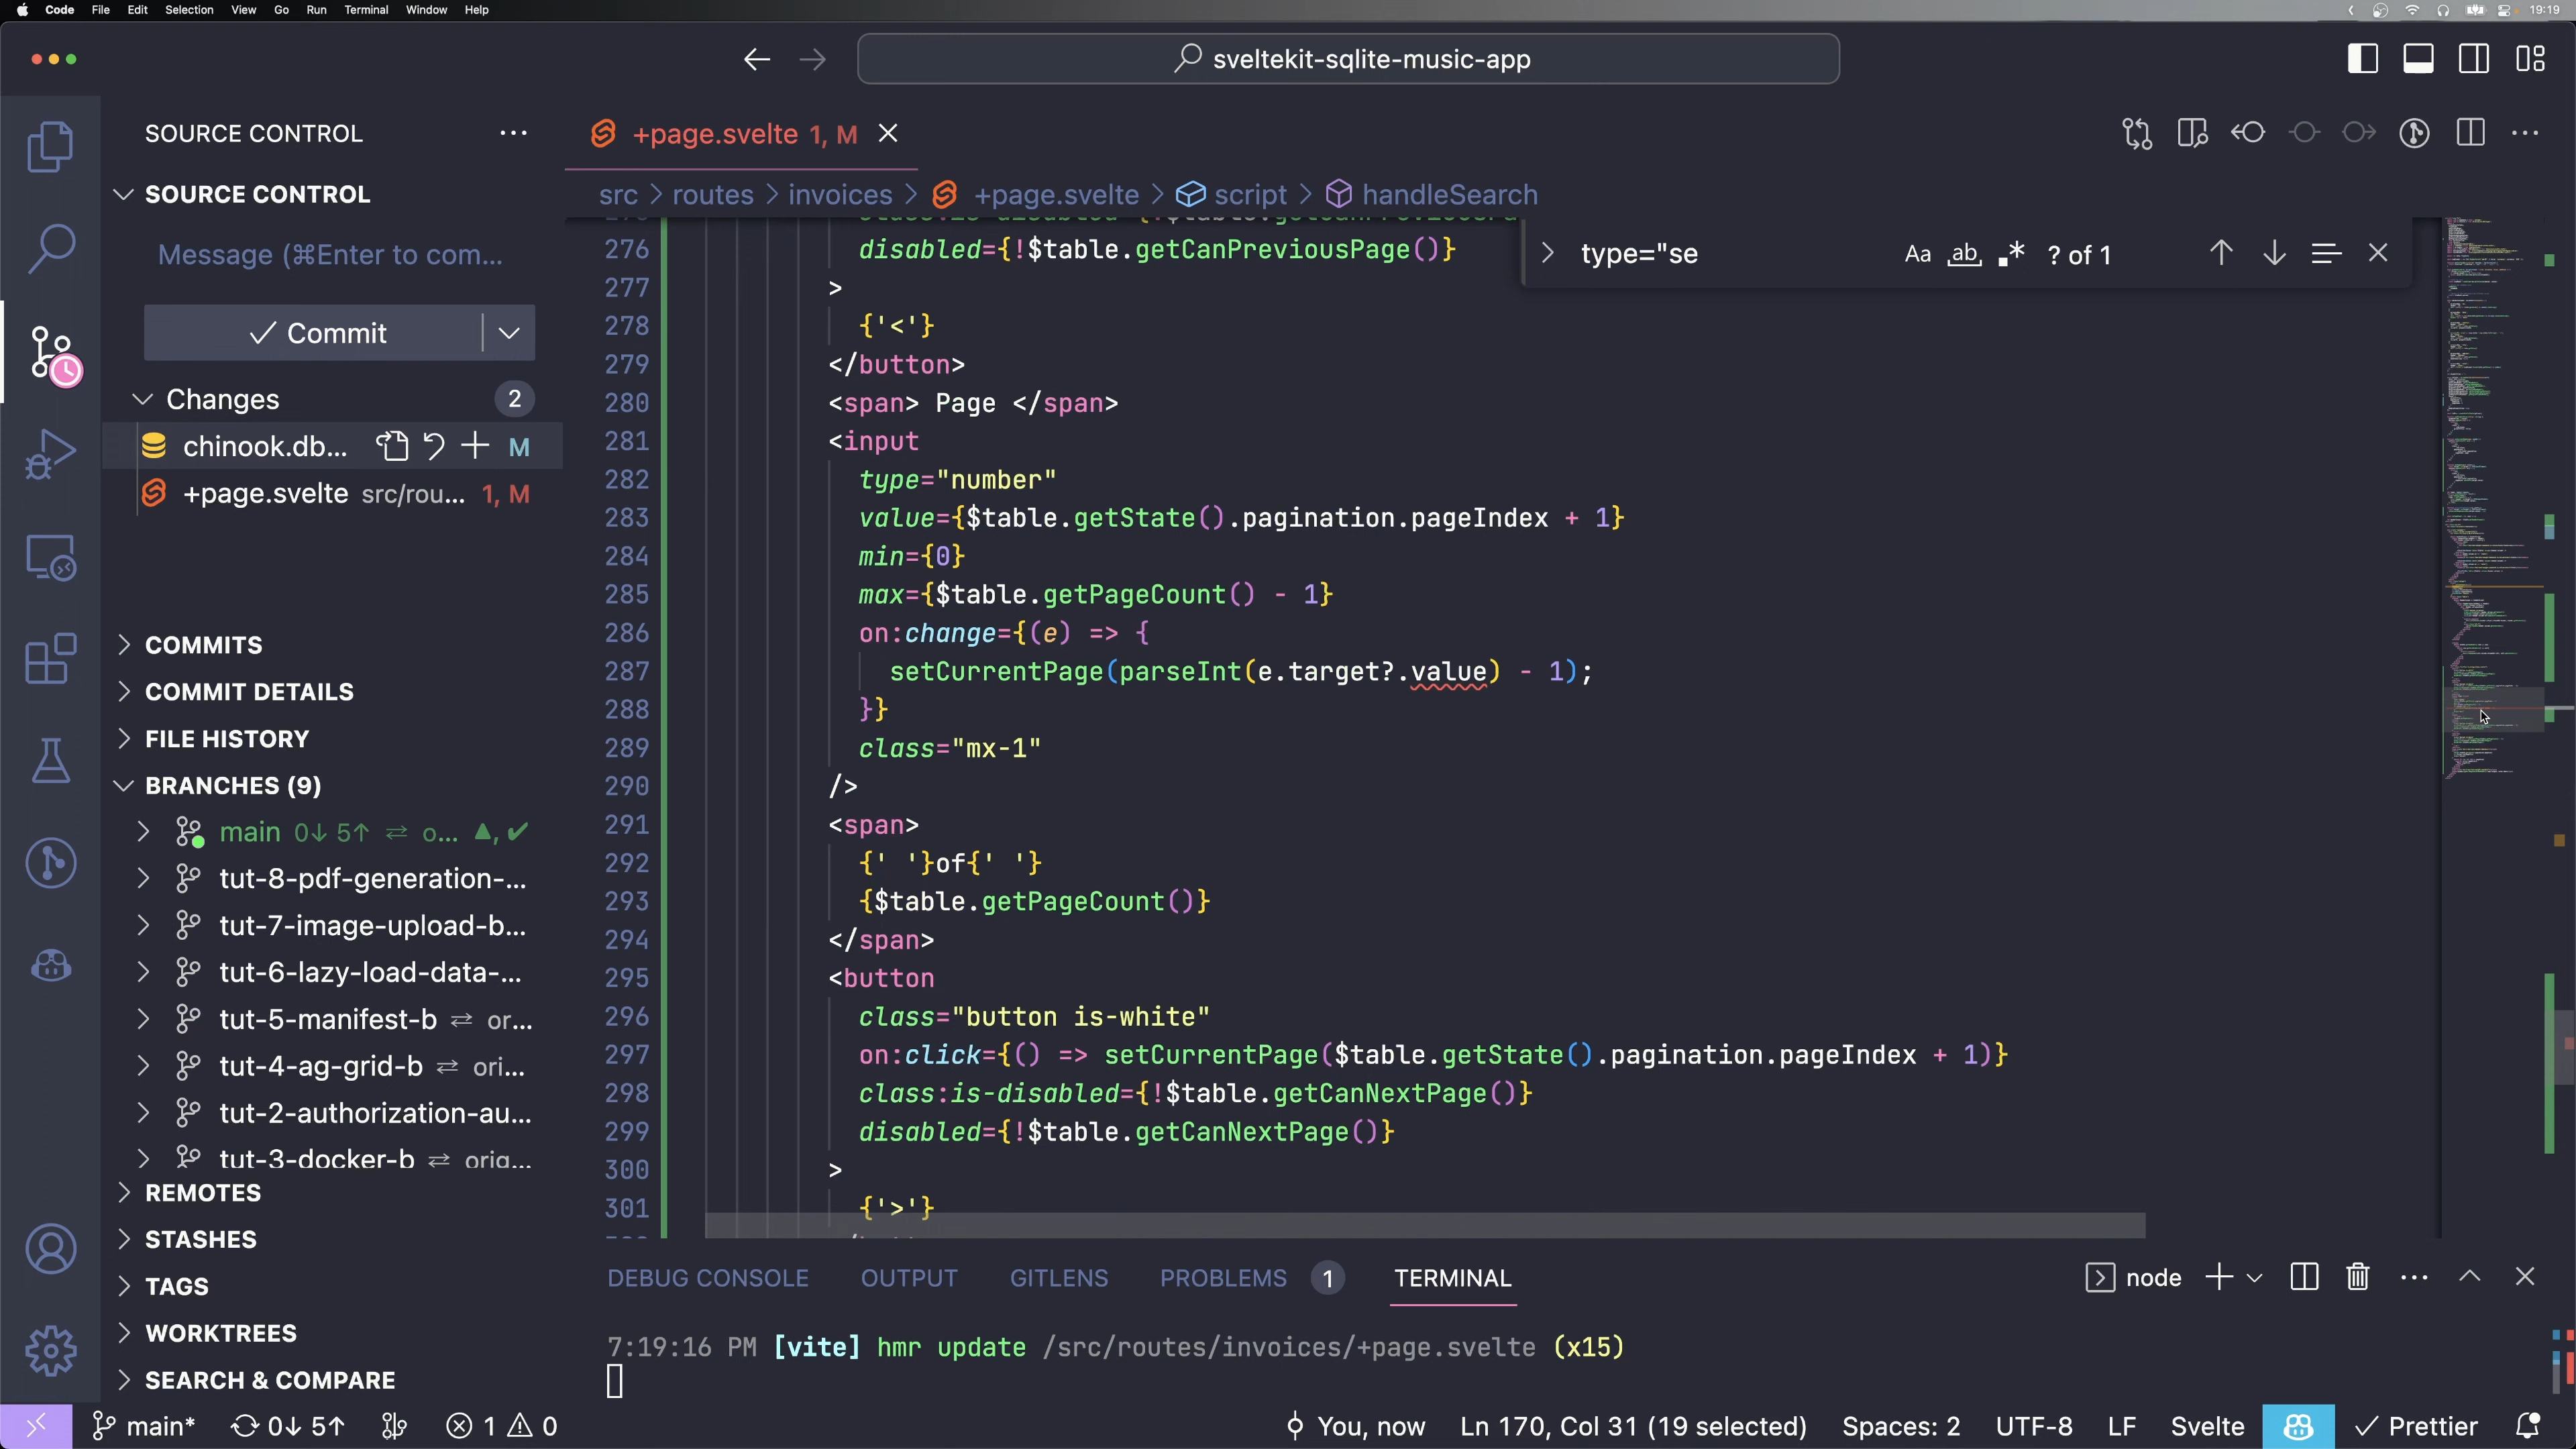 Code File Edit Selection View Go Run Terminal Window Help 19:19
sveltekit-sqlite-music-app
SOURCE CONTROL
+page.svelte 1, M
SOURCE CONTROL
src > routes > invoices > +page.svelte > script > handleSearch
Message (⌘Enter to com...
Commit
Changes 2
chinook.db... M
+page.svelte src/rou... 1, M
COMMITS
COMMIT DETAILS
FILE HISTORY
BRANCHES (9)
main 0↓ 5↑ ⇄ o... ▲, ✔
tut-8-pdf-generation-...
tut-7-image-upload-b...
tut-6-lazy-load-data-...
tut-5-manifest-b ⇄ or...
tut-4-ag-grid-b ⇄ ori...
tut-2-authorization-au...
tut-3-docker-b ⇄ orig...
REMOTES
STASHES
TAGS
WORKTREES
SEARCH & COMPARE
type="se Aa ab .* ? of 1
276 disabled={!$table.getCanPreviousPage()}
277 >
278 {'<'}
279 </button>
280 <span> Page </span>
281 <input
282 type="number"
283 value={$table.getState().pagination.pageIndex + 1}
284 min={0}
285 max={$table.getPageCount() - 1}
286 on:change={(e) => {
287 setCurrentPage(parseInt(e.target?.value) - 1);
288 }}
289 class="mx-1"
290 />
291 <span>
292 {' '}of{' '}
293 {$table.getPageCount()}
294 </span>
295 <button
296 class="button is-white"
297 on:click={() => setCurrentPage($table.getState().pagination.pageIndex + 1)}
298 class:is-disabled={!$table.getCanNextPage()}
299 disabled={!$table.getCanNextPage()}
300 >
301 {'>'}
DEBUG CONSOLE OUTPUT GITLENS PROBLEMS 1 TERMINAL
node
7:19:16 PM [vite] hmr update /src/routes/invoices/+page.svelte (x15)
main* 0↓ 5↑ 1 0
You, now Ln 170, Col 31 (19 selected) Spaces: 2 UTF-8 LF Svelte Prettier